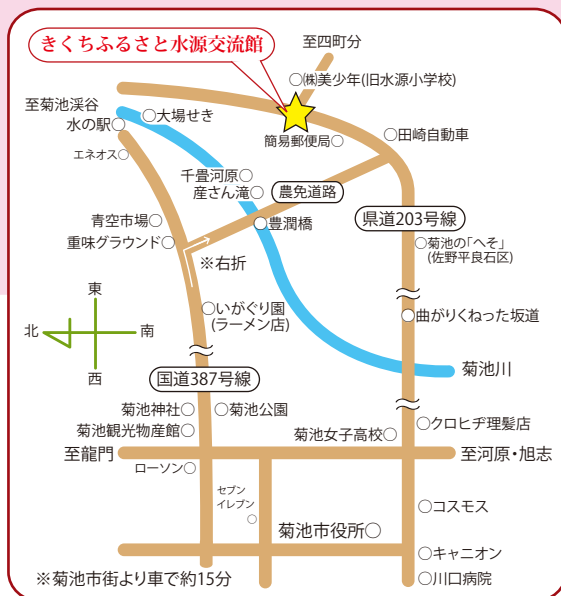 きくちふるさと水源交流館
至四町分
○㈱美少年(旧水源小学校)
至菊池渓谷
水の駅○
○大場せき
簡易郵便局○
○田崎自動車
エネオス○
千畳河原○
産さん滝○
農免道路
県道203号線
青空市場○
重味グラウンド○
○豊潤橋
○菊池の「へそ」
(佐野平良石区)
※右折
東
北
南
西
○いがぐり園
(ラーメン店)
○曲がりくねった坂道
菊池川
国道387号線
菊池神社○
○菊池公園
菊池観光物産館○
菊池女子高校○
○クロヒヂ理髪店
至龍門
至河原・旭志
ローソン○
セブン
イレブン
○
○コスモス
菊池市役所○
○キャニオン
※菊池市街より車で約15分
○川口病院